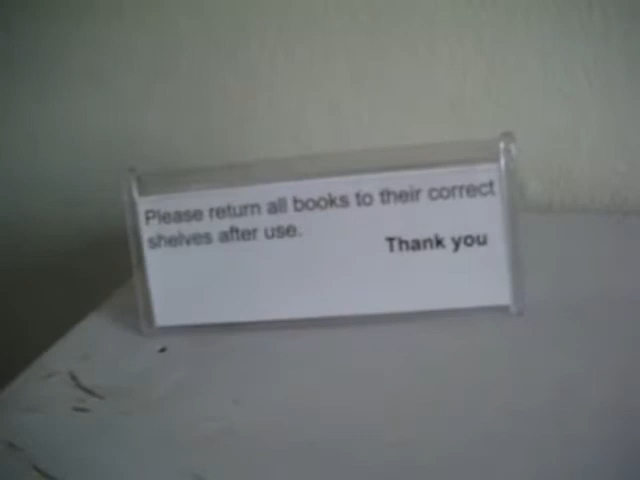 Please return all books to their correct
shelves after use.
Thank you